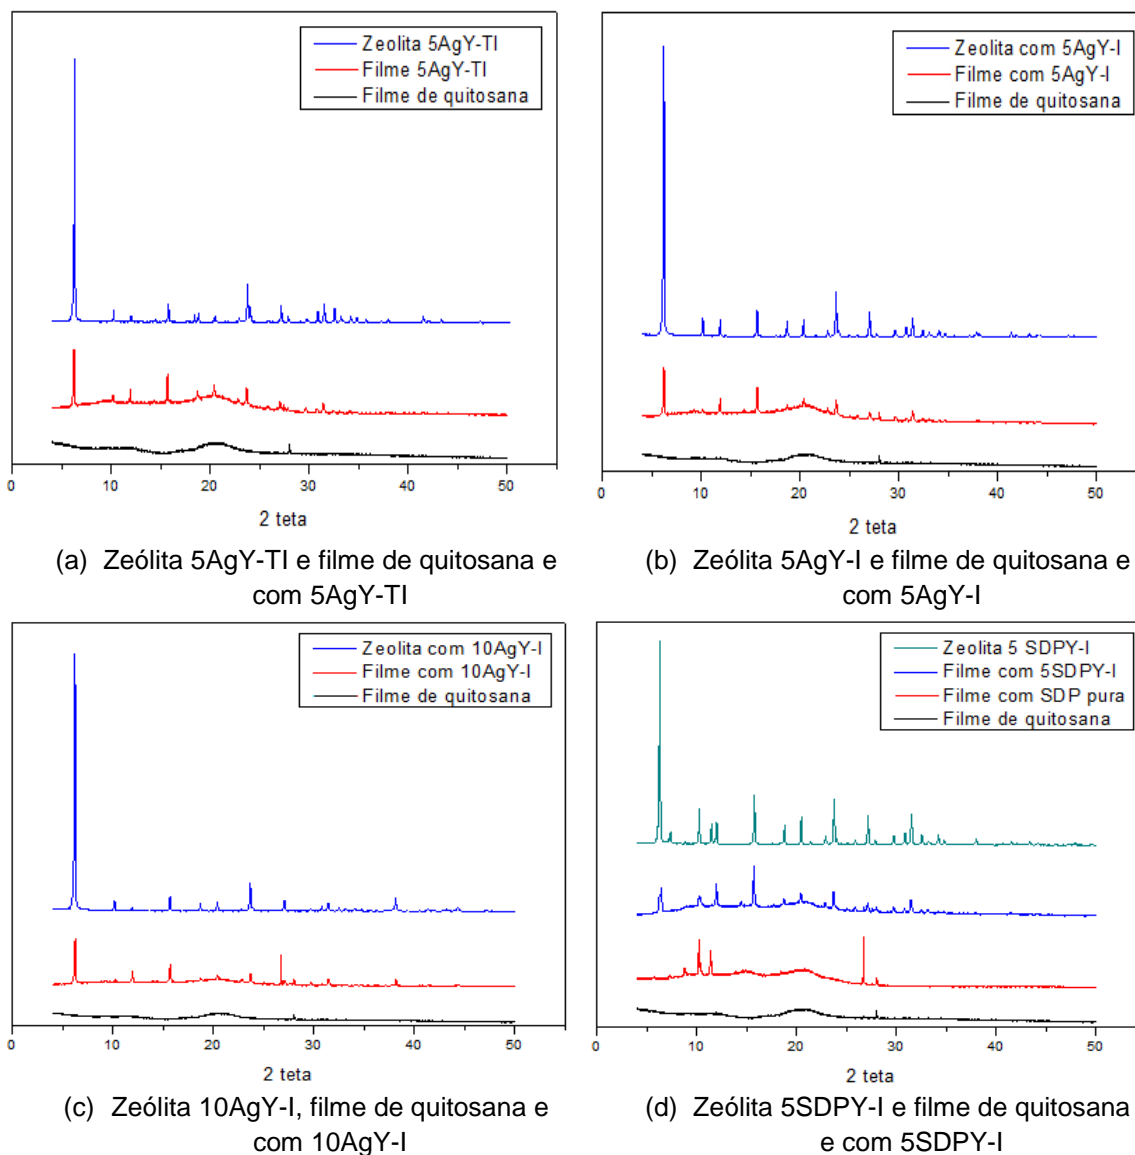 Zeolita 5AgY-TI
Filme 5AgY-TI
Filme de quitosana
0 10 20 30 40 50
2 teta
(a) Zeólita 5AgY-TI e filme de quitosana e
com 5AgY-TI
Zeolita com 5AgY-I
Filme com 5AgY-I
Filme de quitosana
0 10 20 30 40 50
2 teta
(b) Zeólita 5AgY-I e filme de quitosana e
com 5AgY-I
Zeolita com 10AgY-I
Filme com 10AgY-I
Filme de quitosana
0 10 20 30 40 50
2 teta
(c) Zeólita 10AgY-I, filme de quitosana e
com 10AgY-I
Zeolita 5 SDPY-I
Filme com 5SDPY-I
Filme com SDP pura
Filme de quitosana
0 10 20 30 40 50
2 teta
(d) Zeólita 5SDPY-I e filme de quitosana
e com 5SDPY-I